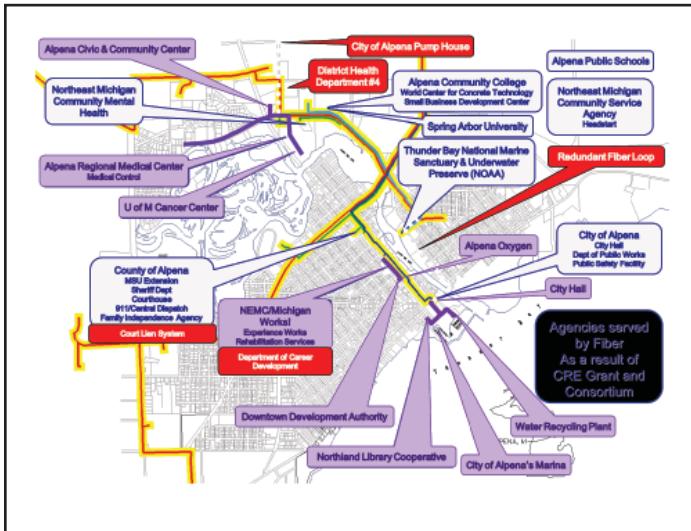 Alpena Civic & Community Center
City of Alpena Pump House
District Health
Department #4
Alpena Community College
World Center for Concrete Technology
Small Business Development Center
Alpena Public Schools
Northeast Michigan
Community Mental
Health
Northeast Michigan
Community Service
Agency
Headstart
Spring Arbor University
Thunder Bay National Marine
Sanctuary & Underwater
Preserve (NOAA)
Redundant Fiber Loop
Alpena Regional Medical Center
Medical Control
U of M Cancer Center
Alpena Oxygen
City of Alpena
City Hall
Dept of Public Works
Public Safety Facility
County of Alpena
MSU Extension
Sheriff Dept
Courthouse
911/Central Dispatch
Family Independence Agency
Court Lien System
City Hall
NEMC/Michigan
Works!
Experience Works
Rehabilitation Services
Department of Career
Development
Agencies served
by Fiber
As a result of
CRE Grant and
Consortium
Downtown Development Authority
Water Recycling Plant
Northland Library Cooperative
City of Alpena's Marina